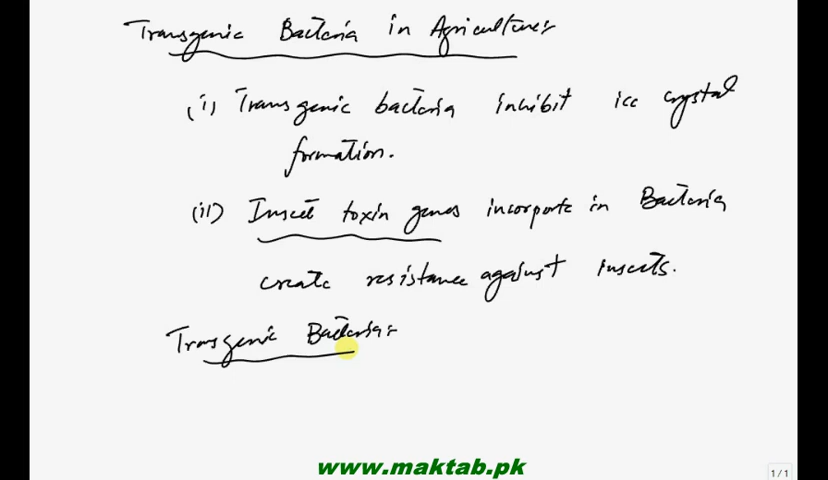 Transgenic Bacteria in Agriculture:
(i) Transgenic bacteria inhibit ice crystal
formation.
(ii) Insect toxin genes incorporte in Bacteria
create resistance against insects.
Transgenic Bacteria:
www.maktab.pk
1/1